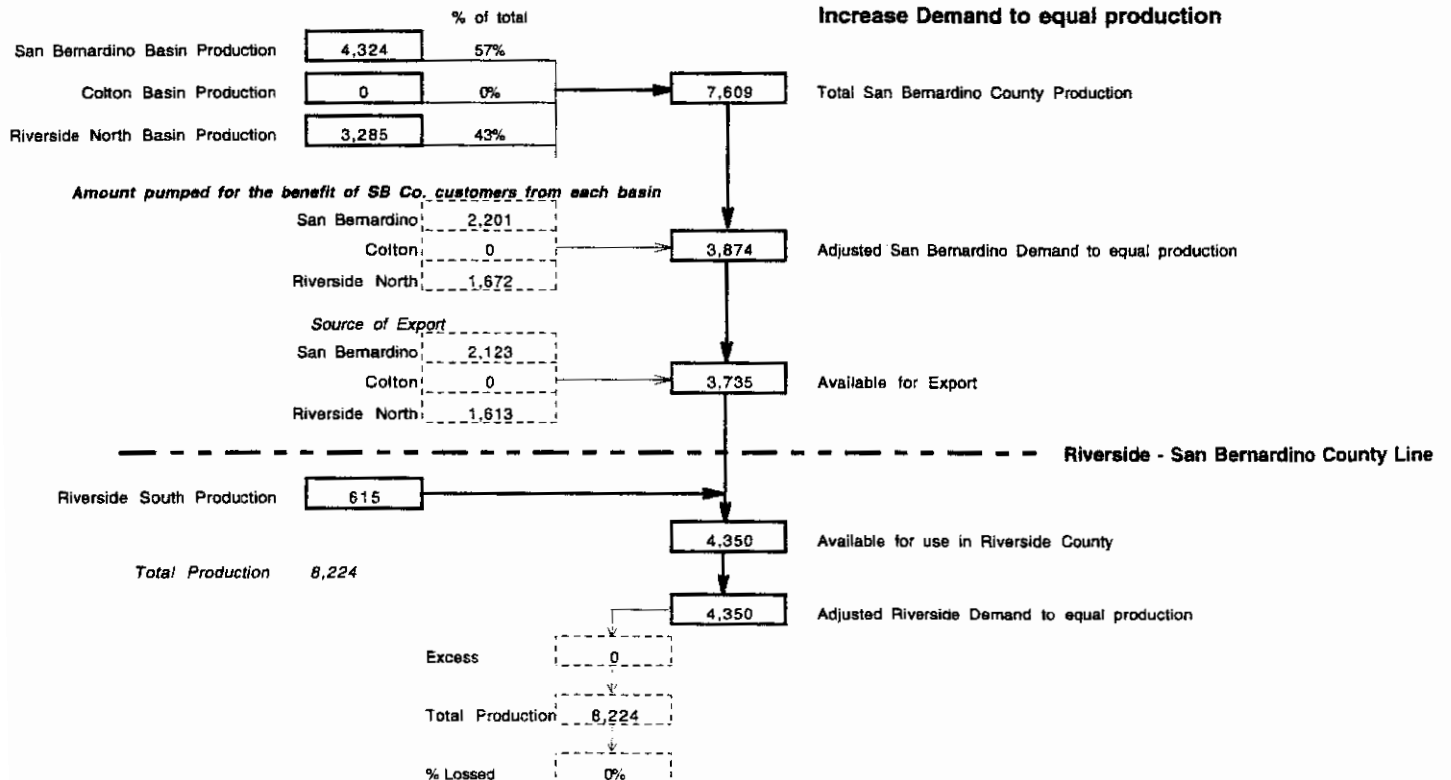 % of total
Increase Demand to equal production
San Bernardino Basin Production 4,324 57%
Colton Basin Production 0 0% 7,609 Total San Bernardino County Production
Riverside North Basin Production 3,285 43%
Amount pumped for the benefit of SB Co. customers from each basin
San Bernardino 2,201
Colton 0 3,874 Adjusted San Bernardino Demand to equal production
Riverside North 1,672
Source of Export
San Bernardino 2,123
Colton 0 3,735 Available for Export
Riverside North 1,613
Riverside - San Bernardino County Line
Riverside South Production 615
4,350 Available for use in Riverside County
Total Production 8,224
4,350 Adjusted Riverside Demand to equal production
Excess 0
Total Production 8,224
% Lossed 0%